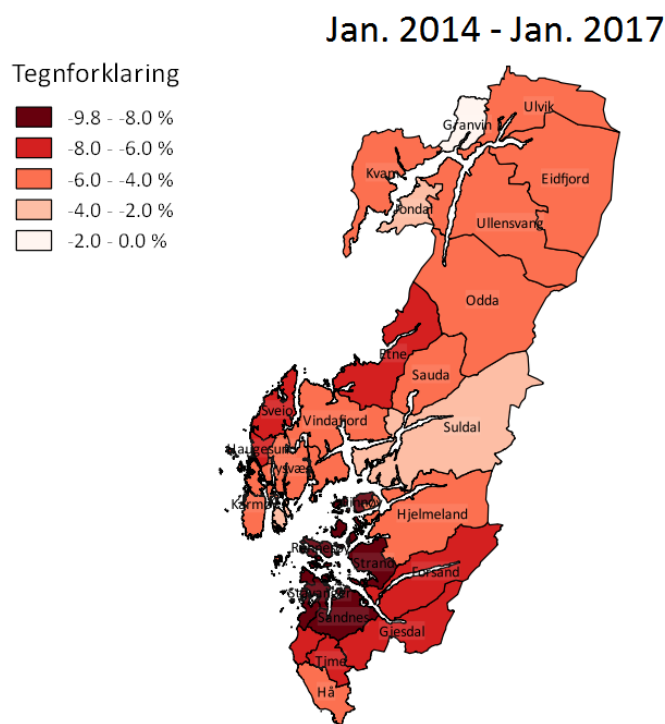 Jan. 2014 - Jan. 2017
Tegnforklaring
-9.8 - -8.0 %
-8.0 - -6.0 %
-6.0 - -4.0 %
-4.0 - -2.0 %
-2.0 - 0.0 %
Ulvik
Granvin
Kvam
Eidfjord
Jondal
Ullensvang
Odda
Etne
Sauda
Sveio
Vindafjord
Suldal
Haugesund
Hjelmeland
Strand
Forsand
Sandnes
Gjesdal
Time
Hå